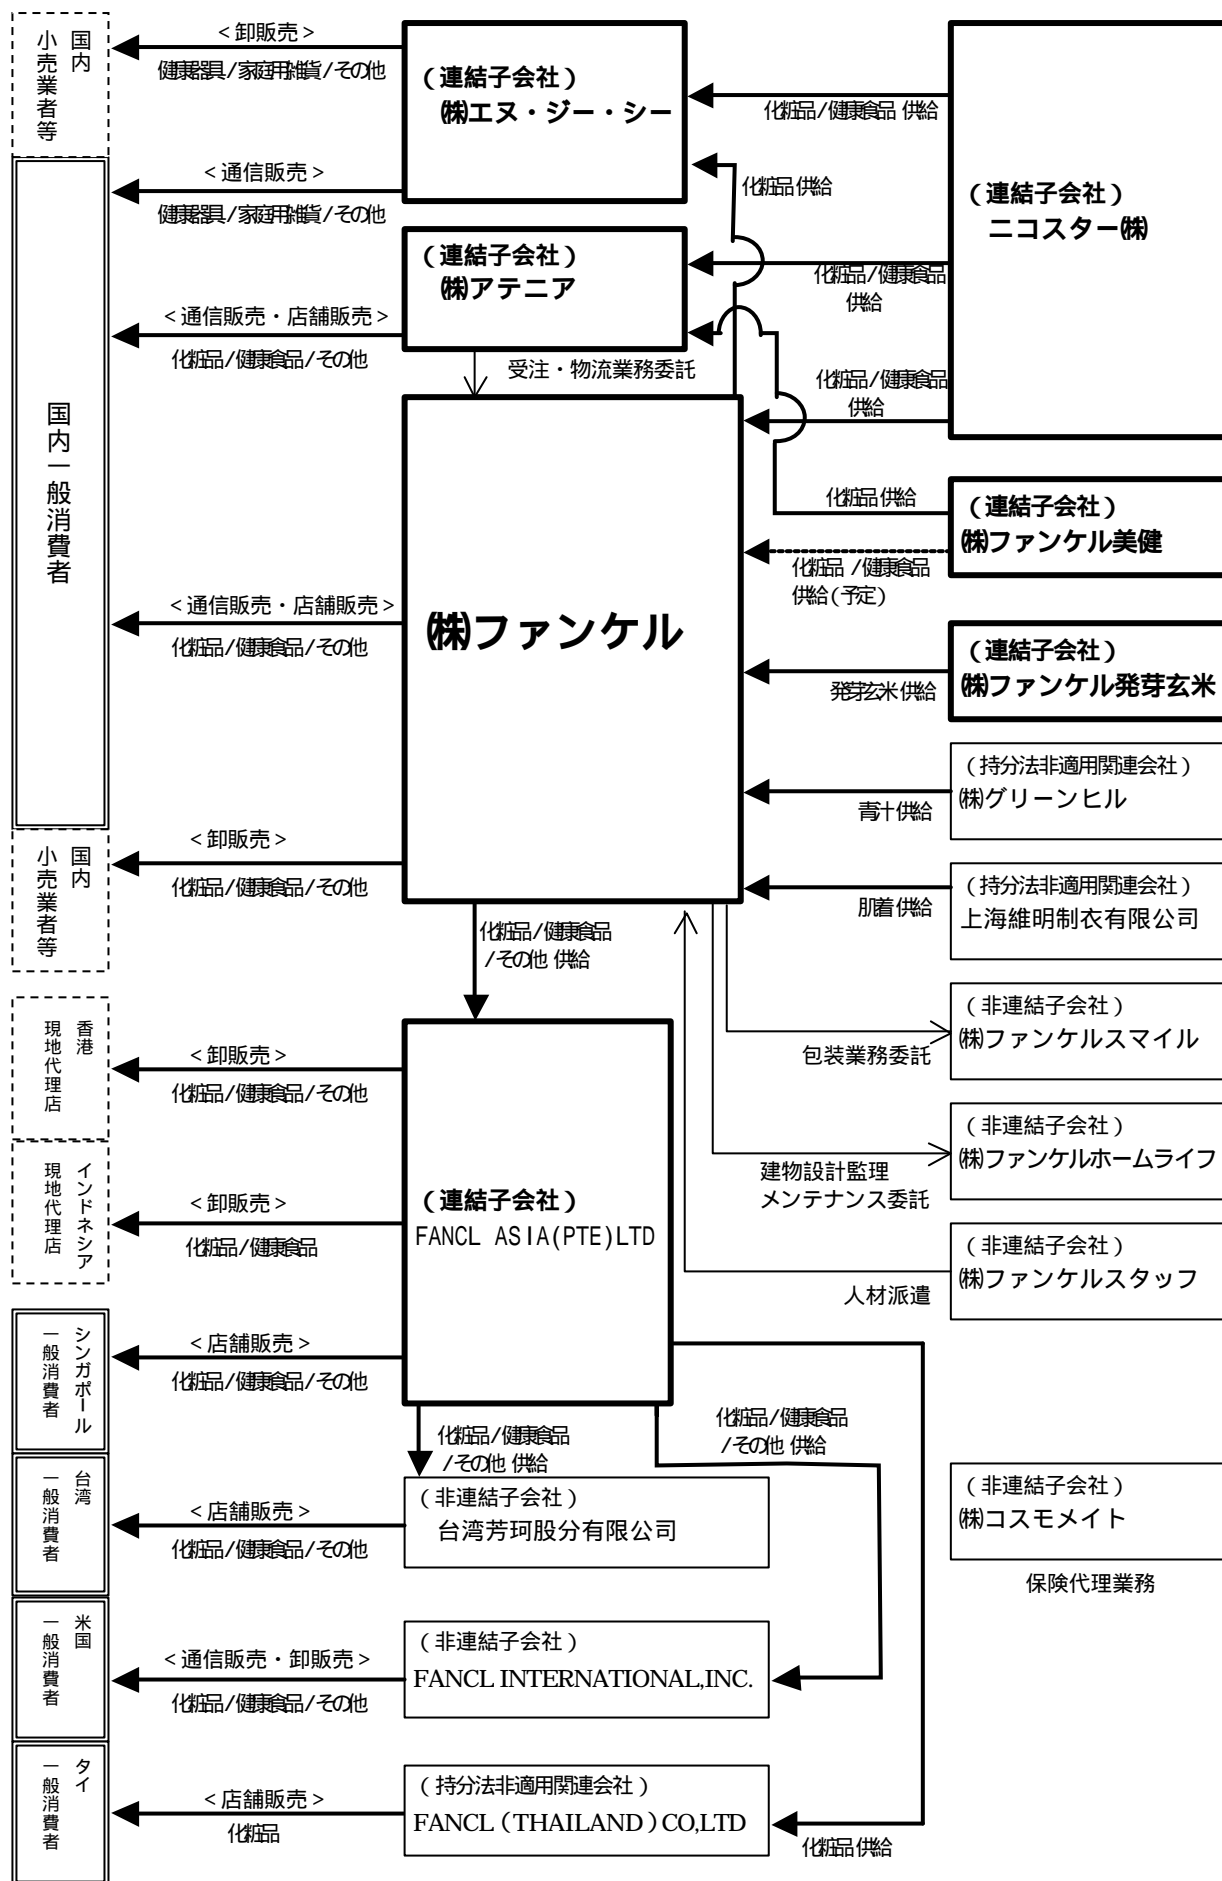 国内
小売業者等
＜卸販売＞
健康器具/家庭用雑貨/その他
（連結子会社）
㈱エヌ・ジー・シー
化粧品/健康食品 供給
（連結子会社）
ニコスター㈱
国内一般消費者
＜通信販売＞
健康器具/家庭用雑貨/その他
化粧品供給
（連結子会社）
㈱アテニア
化粧品/健康食品
供給
＜通信販売・店舗販売＞
化粧品/健康食品/その他
受注・物流業務委託
化粧品/健康食品
供給
㈱ファンケル
化粧品供給
（連結子会社）
㈱ファンケル美健
化粧品 /健康食品
供給(予定)
＜通信販売・店舗販売＞
化粧品/健康食品/その他
発芽玄米供給
（連結子会社）
㈱ファンケル発芽玄米
青汁供給
（持分法非適用関連会社）
㈱グリーンヒル
国内
小売業者等
＜卸販売＞
化粧品/健康食品/その他
肌着供給
（持分法非適用関連会社）
上海維明制衣有限公司
化粧品/健康食品
/その他 供給
包装業務委託
（非連結子会社）
㈱ファンケルスマイル
香港
現地代理店
＜卸販売＞
化粧品/健康食品/その他
建物設計監理
メンテナンス委託
（非連結子会社）
㈱ファンケルホームライフ
インドネシア
現地代理店
＜卸販売＞
化粧品/健康食品
（連結子会社）
FANCL ASIA(PTE)LTD
人材派遣
（非連結子会社）
㈱ファンケルスタッフ
シンガポール
一般消費者
＜店舗販売＞
化粧品/健康食品/その他
化粧品/健康食品
/その他 供給
化粧品/健康食品
/その他 供給
台湾
一般消費者
＜店舗販売＞
化粧品/健康食品/その他
（非連結子会社）
台湾芳珂股分有限公司
（非連結子会社）
㈱コスモメイト
保険代理業務
米国
一般消費者
＜通信販売・卸販売＞
化粧品/健康食品/その他
（非連結子会社）
FANCL INTERNATIONAL,INC.
タイ
一般消費者
＜店舗販売＞
化粧品
（持分法非適用関連会社）
FANCL（THAILAND）CO,LTD
化粧品供給